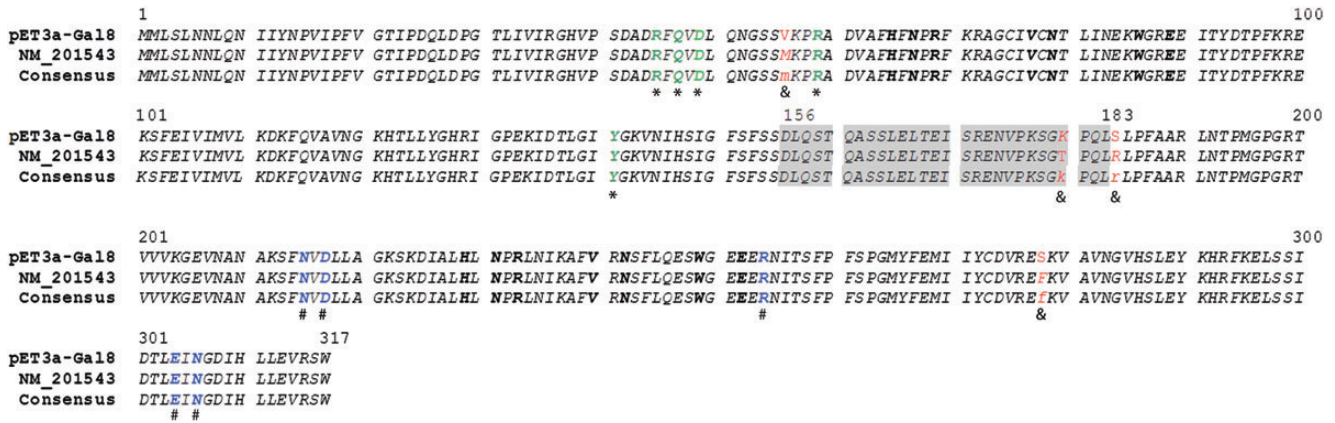 1 100
pET3a-Gal8 MMLSLNNLQN IIYNPVIPFV GTIPDQLDPG TLIVIRGHVP SDADRFQVDL QNGSSVKPRA DVAFHFNPRF KRAGCIVCNT LINEKWGREE ITYDTPFKRE
NM_201543 MMLSLNNLQN IIYNPVIPFV GTIPDQLDPG TLIVIRGHVP SDADRFQVDL QNGSSMKPRA DVAFHFNPRF KRAGCIVCNT LINEKWGREE ITYDTPFKRE
Consensus MMLSLNNLQN IIYNPVIPFV GTIPDQLDPG TLIVIRGHVP SDADRFQVDL QNGSSmKPRA DVAFHFNPRF KRAGCIVCNT LINEKWGREE ITYDTPFKRE
* * * & *
101 156 183 200
pET3a-Gal8 KSFEIVIMVL KDKFQVAVNG KHTLLYGHRI GPEKIDTLGI YGKVNIHSIG FSFSSDLQST QASSLELTEI SRENVPKSGK PQLSLPFAAR LNTPMGPGRT
NM_201543 KSFEIVIMVL KDKFQVAVNG KHTLLYGHRI GPEKIDTLGI YGKVNIHSIG FSFSSDLQST QASSLELTEI SRENVPKSGT PQLRLPFAAR LNTPMGPGRT
Consensus KSFEIVIMVL KDKFQVAVNG KHTLLYGHRI GPEKIDTLGI YGKVNIHSIG FSFSSDLQST QASSLELTEI SRENVPKSGk PQLrLPFAAR LNTPMGPGRT
* & &
201 300
pET3a-Gal8 VVVKGEVNAN AKSFNVDLLA GKSKDIALHL NPRLNIKAFV RNSFLQESWG EEERNITSFP FSPGMYFEMI IYCDVRESKV AVNGVHSLEY KHRFKELSSI
NM_201543 VVVKGEVNAN AKSFNVDLLA GKSKDIALHL NPRLNIKAFV RNSFLQESWG EEERNITSFP FSPGMYFEMI IYCDVREFKV AVNGVHSLEY KHRFKELSSI
Consensus VVVKGEVNAN AKSFNVDLLA GKSKDIALHL NPRLNIKAFV RNSFLQESWG EEERNITSFP FSPGMYFEMI IYCDVREfKV AVNGVHSLEY KHRFKELSSI
# # # &
301 317
pET3a-Gal8 DTLEINGDIH LLEVRSW
NM_201543 DTLEINGDIH LLEVRSW
Consensus DTLEINGDIH LLEVRSW
# #